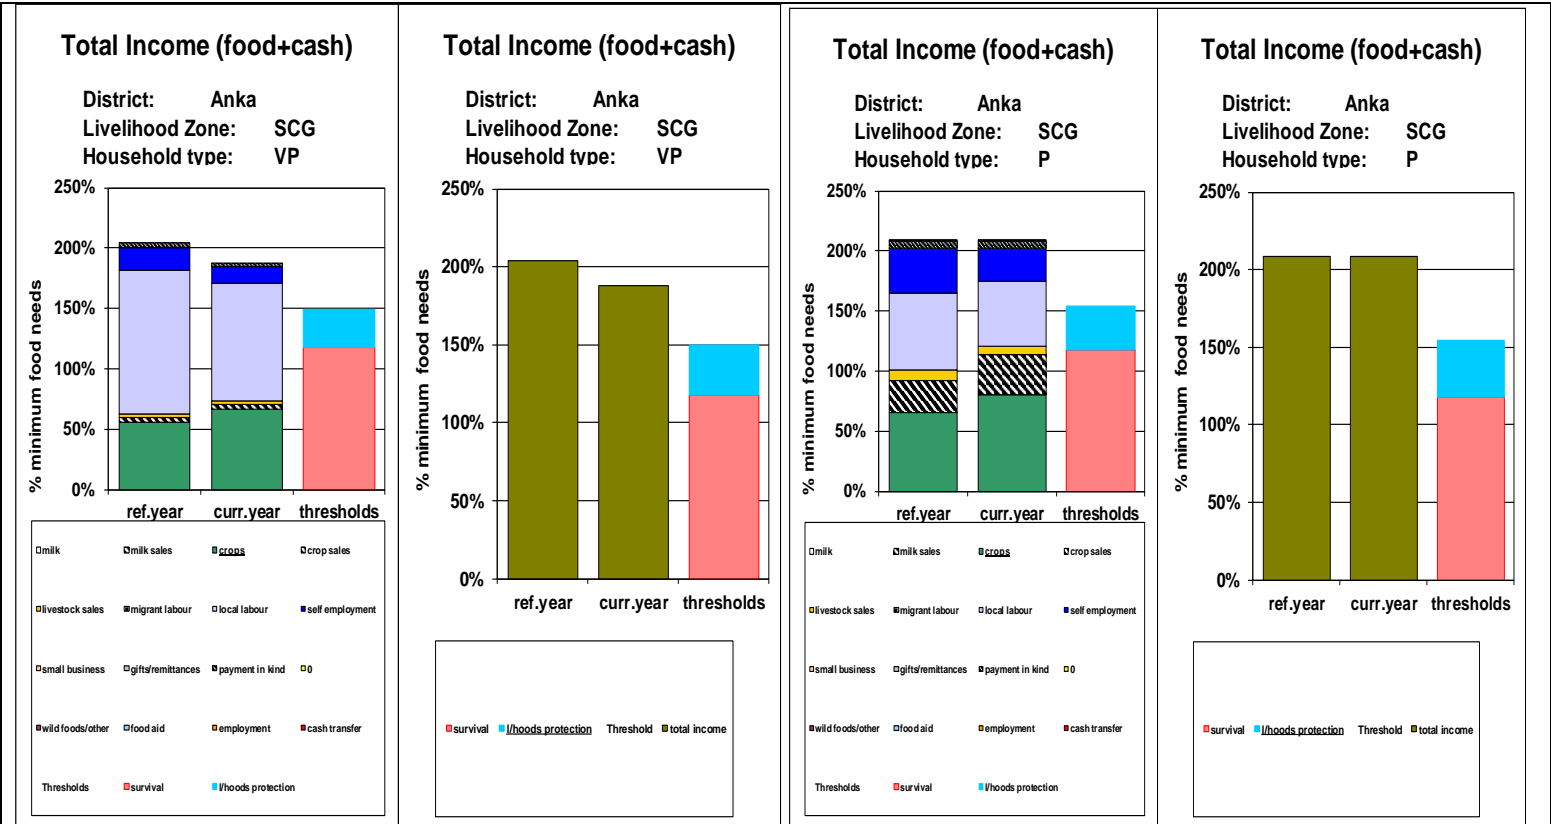 Total Income (food+cash)
District: Anka
Livelihood Zone: SCG
Household type: VP
250%
200%
150%
100%
50%
0%
% minimum food needs
ref.year curr.year thresholds
milk milk sales crops crop sales
livestock sales migrant labour local labour self employment
small business gifts/remittances payment in kind 0
wild foods/other food aid employment cash transfer
Thresholds survival l/hoods protection
Total Income (food+cash)
District: Anka
Livelihood Zone: SCG
Household type: VP
250%
200%
150%
100%
50%
0%
% minimum food needs
ref.year curr.year thresholds
survival l/hoods protection Threshold total income
Total Income (food+cash)
District: Anka
Livelihood Zone: SCG
Household type: P
250%
200%
150%
100%
50%
0%
% minimum food needs
ref.year curr.year thresholds
milk milk sales crops crop sales
livestock sales migrant labour local labour self employment
small business gifts/remittances payment in kind 0
wild foods/other food aid employment cash transfer
Thresholds survival l/hoods protection
Total Income (food+cash)
District: Anka
Livelihood Zone: SCG
Household type: P
250%
200%
150%
100%
50%
0%
% minimum food needs
ref.year curr.year thresholds
survival l/hoods protection Threshold total income